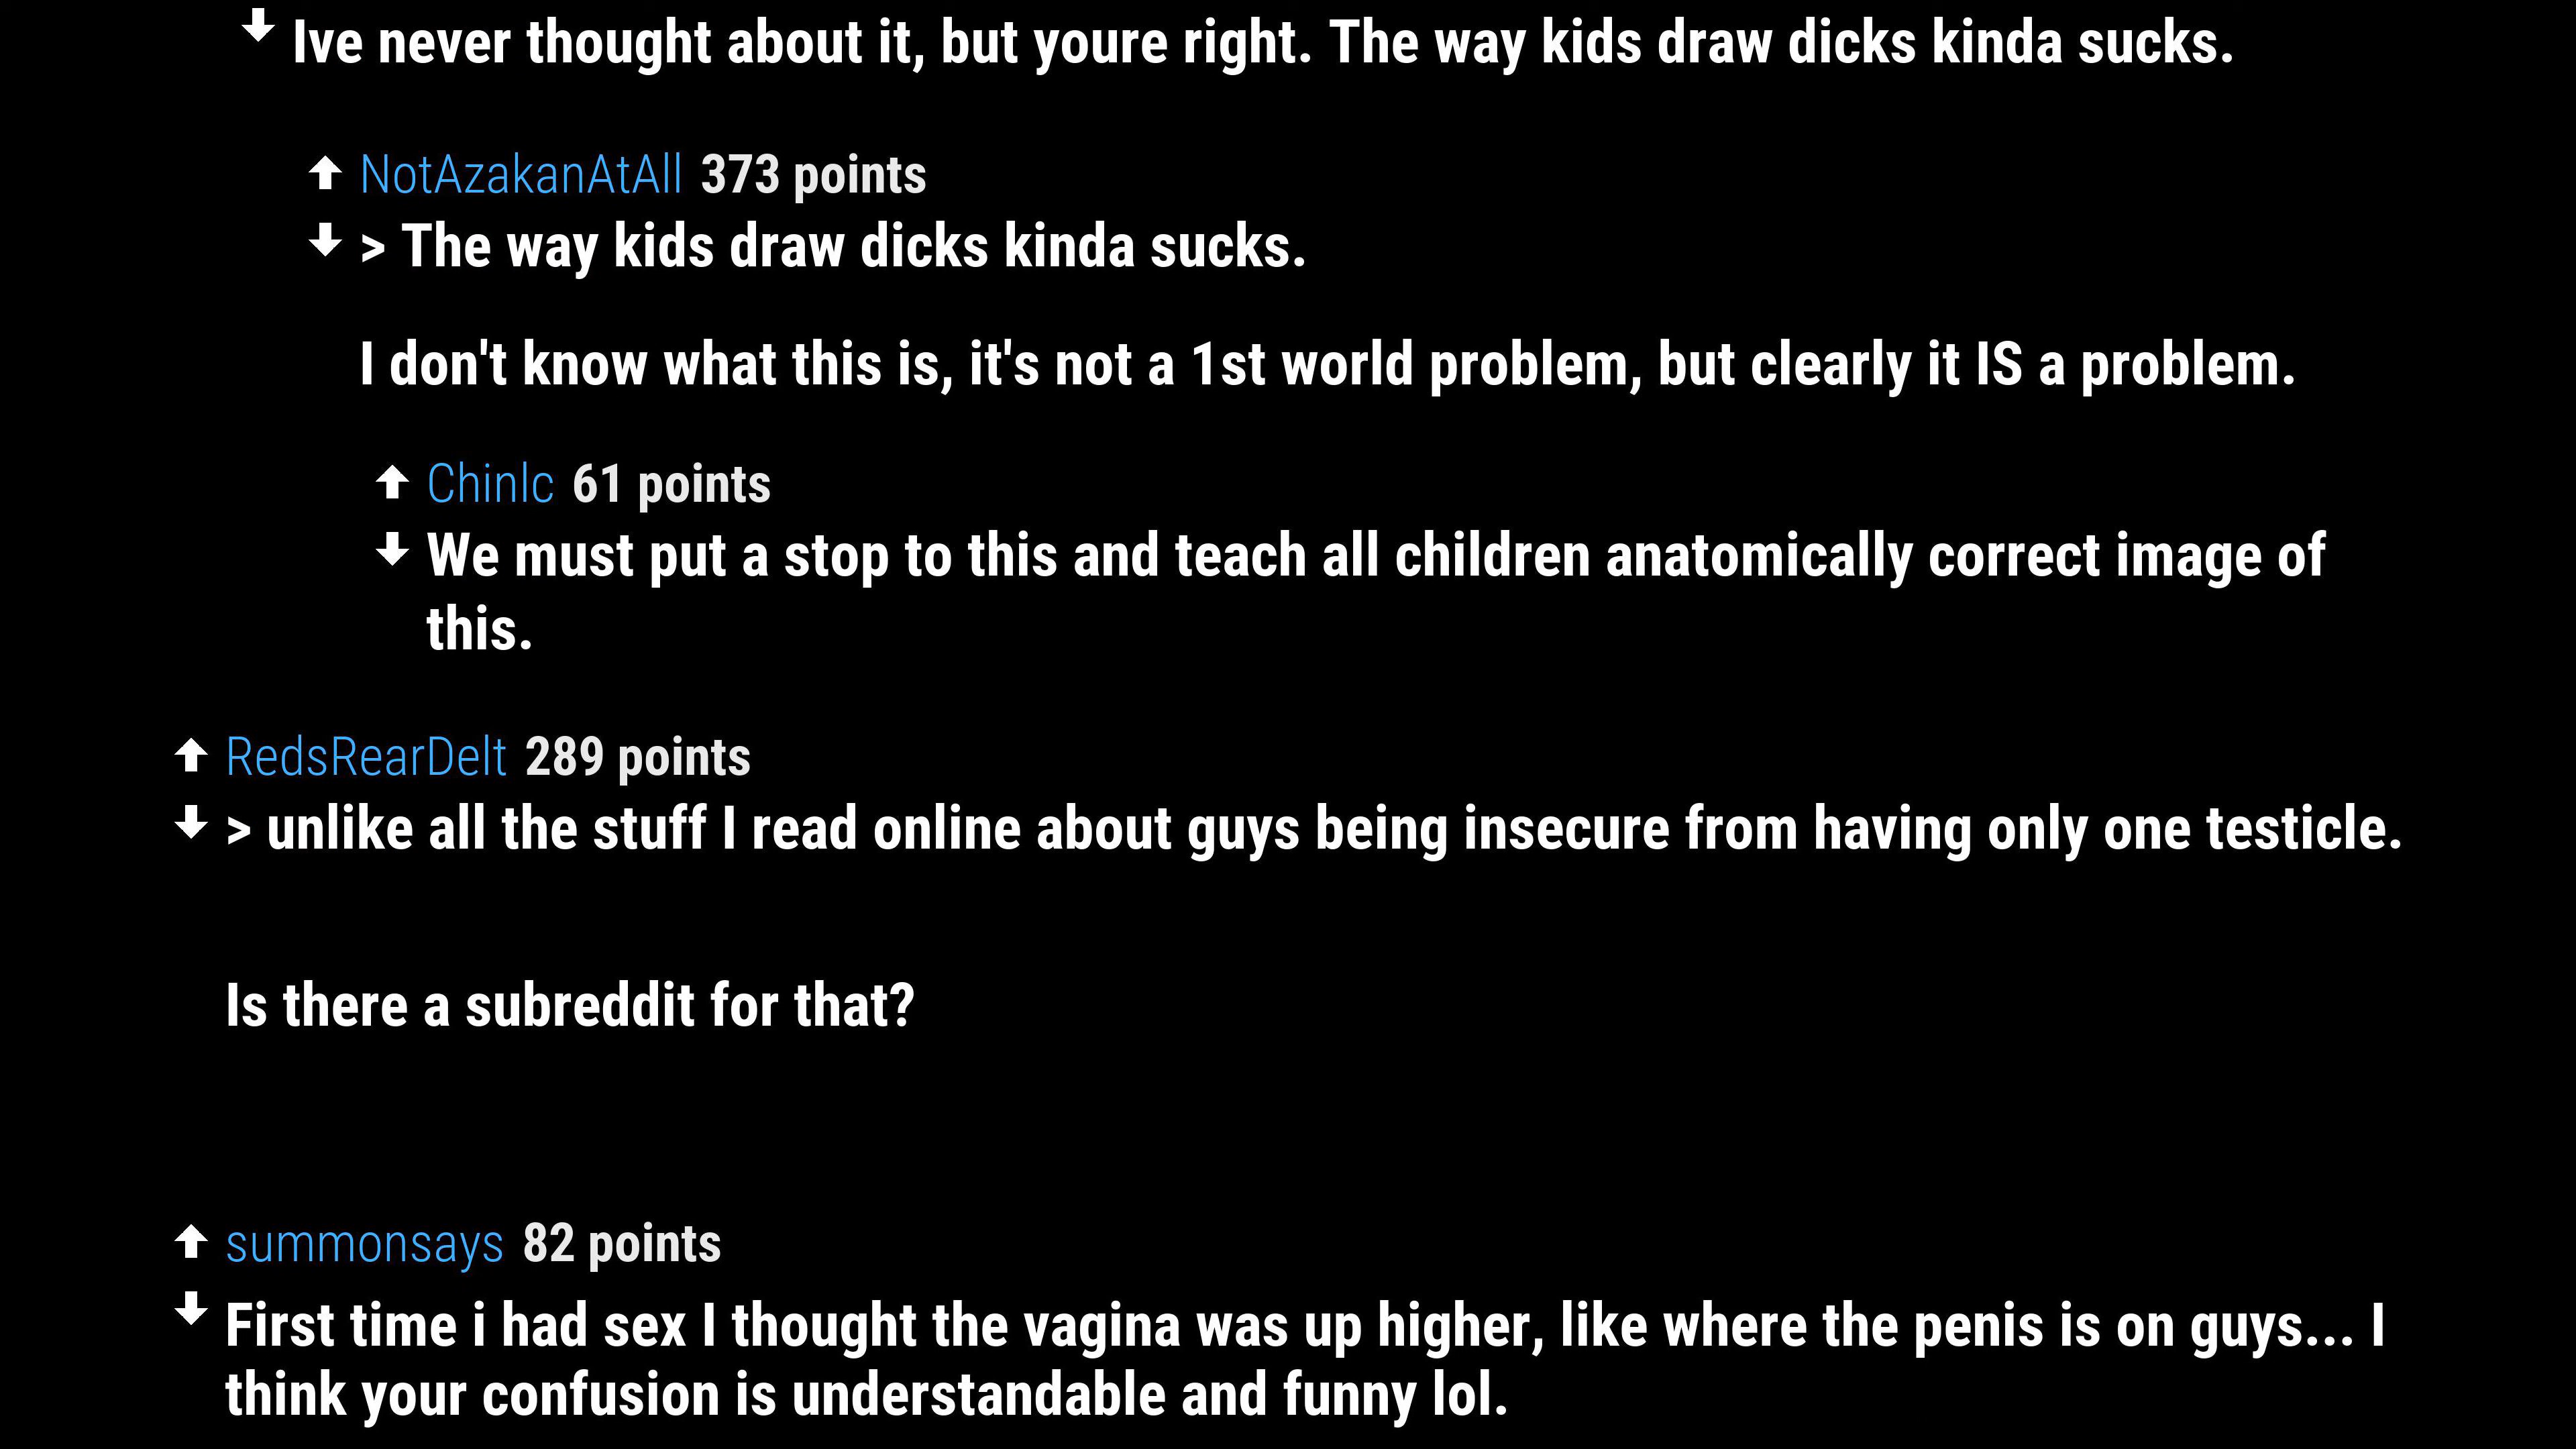 Ive never thought about it, but youre right. The way kids draw dicks kinda sucks.
NotAzakanAtAll 373 points
> The way kids draw dicks kinda sucks.
I don't know what this is, it's not a 1st world problem, but clearly it IS a problem.
Chinlc 61 points
We must put a stop to this and teach all children anatomically correct image of
this.
RedsRearDelt 289 points
> unlike all the stuff I read online about guys being insecure from having only one testicle.
Is there a subreddit for that?
summonsays 82 points
First time i had sex I thought the vagina was up higher, like where the penis is on guys... I
think your confusion is understandable and funny lol.